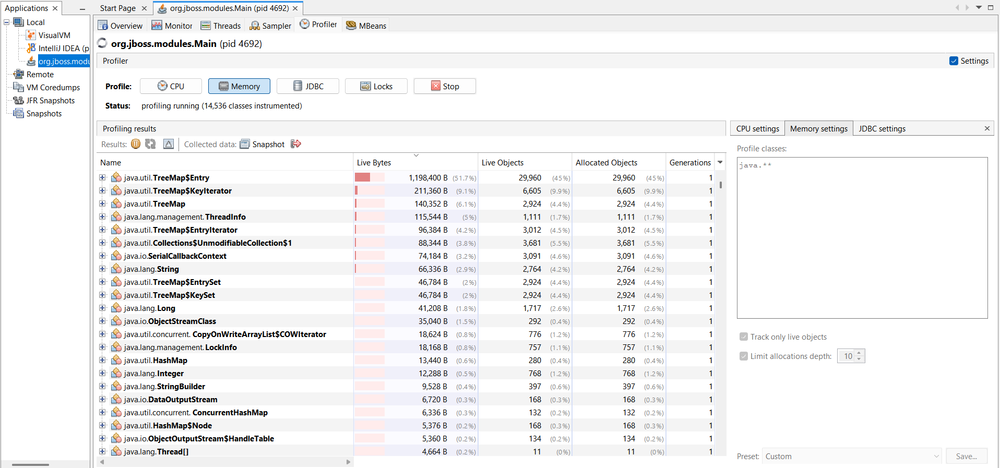 Applications
Start Page
org.jboss.modules.Main (pid 4692)
Local
VisualVM
IntelliJ IDEA (p
org.jboss.modu
Remote
VM Coredumps
JFR Snapshots
Snapshots
Overview Monitor Threads Sampler Profiler MBeans
org.jboss.modules.Main (pid 4692)
Profiler
Settings
Profile: CPU Memory JDBC Locks Stop
Status: profiling running (14,536 classes instrumented)
Profiling results
Results: Collected data: Snapshot
Name Live Bytes Live Objects Allocated Objects Generations
java.util.TreeMap$Entry 1,198,400 B (51.7%) 29,960 (45%) 29,960 (45%) 1
java.util.TreeMap$KeyIterator 211,360 B (9.1%) 6,605 (9.9%) 6,605 (9.9%) 1
java.util.TreeMap 140,352 B (6.1%) 2,924 (4.4%) 2,924 (4.4%) 1
java.lang.management.ThreadInfo 115,544 B (5%) 1,111 (1.7%) 1,111 (1.7%) 1
java.util.TreeMap$EntryIterator 96,384 B (4.2%) 3,012 (4.5%) 3,012 (4.5%) 1
java.util.Collections$UnmodifiableCollection$1 88,344 B (3.8%) 3,681 (5.5%) 3,681 (5.5%) 1
java.io.SerialCallbackContext 74,184 B (3.2%) 3,091 (4.6%) 3,091 (4.6%) 1
java.lang.String 66,336 B (2.9%) 2,764 (4.2%) 2,764 (4.2%) 1
java.util.TreeMap$EntrySet 46,784 B (2%) 2,924 (4.4%) 2,924 (4.4%) 1
java.util.TreeMap$KeySet 46,784 B (2%) 2,924 (4.4%) 2,924 (4.4%) 1
java.lang.Long 41,208 B (1.8%) 1,717 (2.6%) 1,717 (2.6%) 1
java.io.ObjectStreamClass 35,040 B (1.5%) 292 (0.4%) 292 (0.4%) 1
java.util.concurrent. CopyOnWriteArrayList$COWIterator 18,624 B (0.8%) 776 (1.2%) 776 (1.2%) 1
java.lang.management.LockInfo 18,168 B (0.8%) 757 (1.1%) 757 (1.1%) 1
java.util.HashMap 13,440 B (0.6%) 280 (0.4%) 280 (0.4%) 1
java.lang.Integer 12,288 B (0.5%) 768 (1.2%) 768 (1.2%) 1
java.lang.StringBuilder 9,528 B (0.4%) 397 (0.6%) 397 (0.6%) 1
java.io.DataOutputStream 6,720 B (0.3%) 168 (0.3%) 168 (0.3%) 1
java.util.concurrent. ConcurrentHashMap 6,336 B (0.3%) 132 (0.2%) 132 (0.2%) 1
java.util.HashMap$Node 5,376 B (0.2%) 168 (0.3%) 168 (0.3%) 1
java.io.ObjectOutputStream$HandleTable 5,360 B (0.2%) 134 (0.2%) 134 (0.2%) 1
java.lang.Thread[] 4,664 B (0.2%) 11 (0%) 11 (0%) 1
CPU settings Memory settings JDBC settings
Profile classes:
java.**
Track only live objects
Limit allocations depth: 10
Preset: Custom Save...